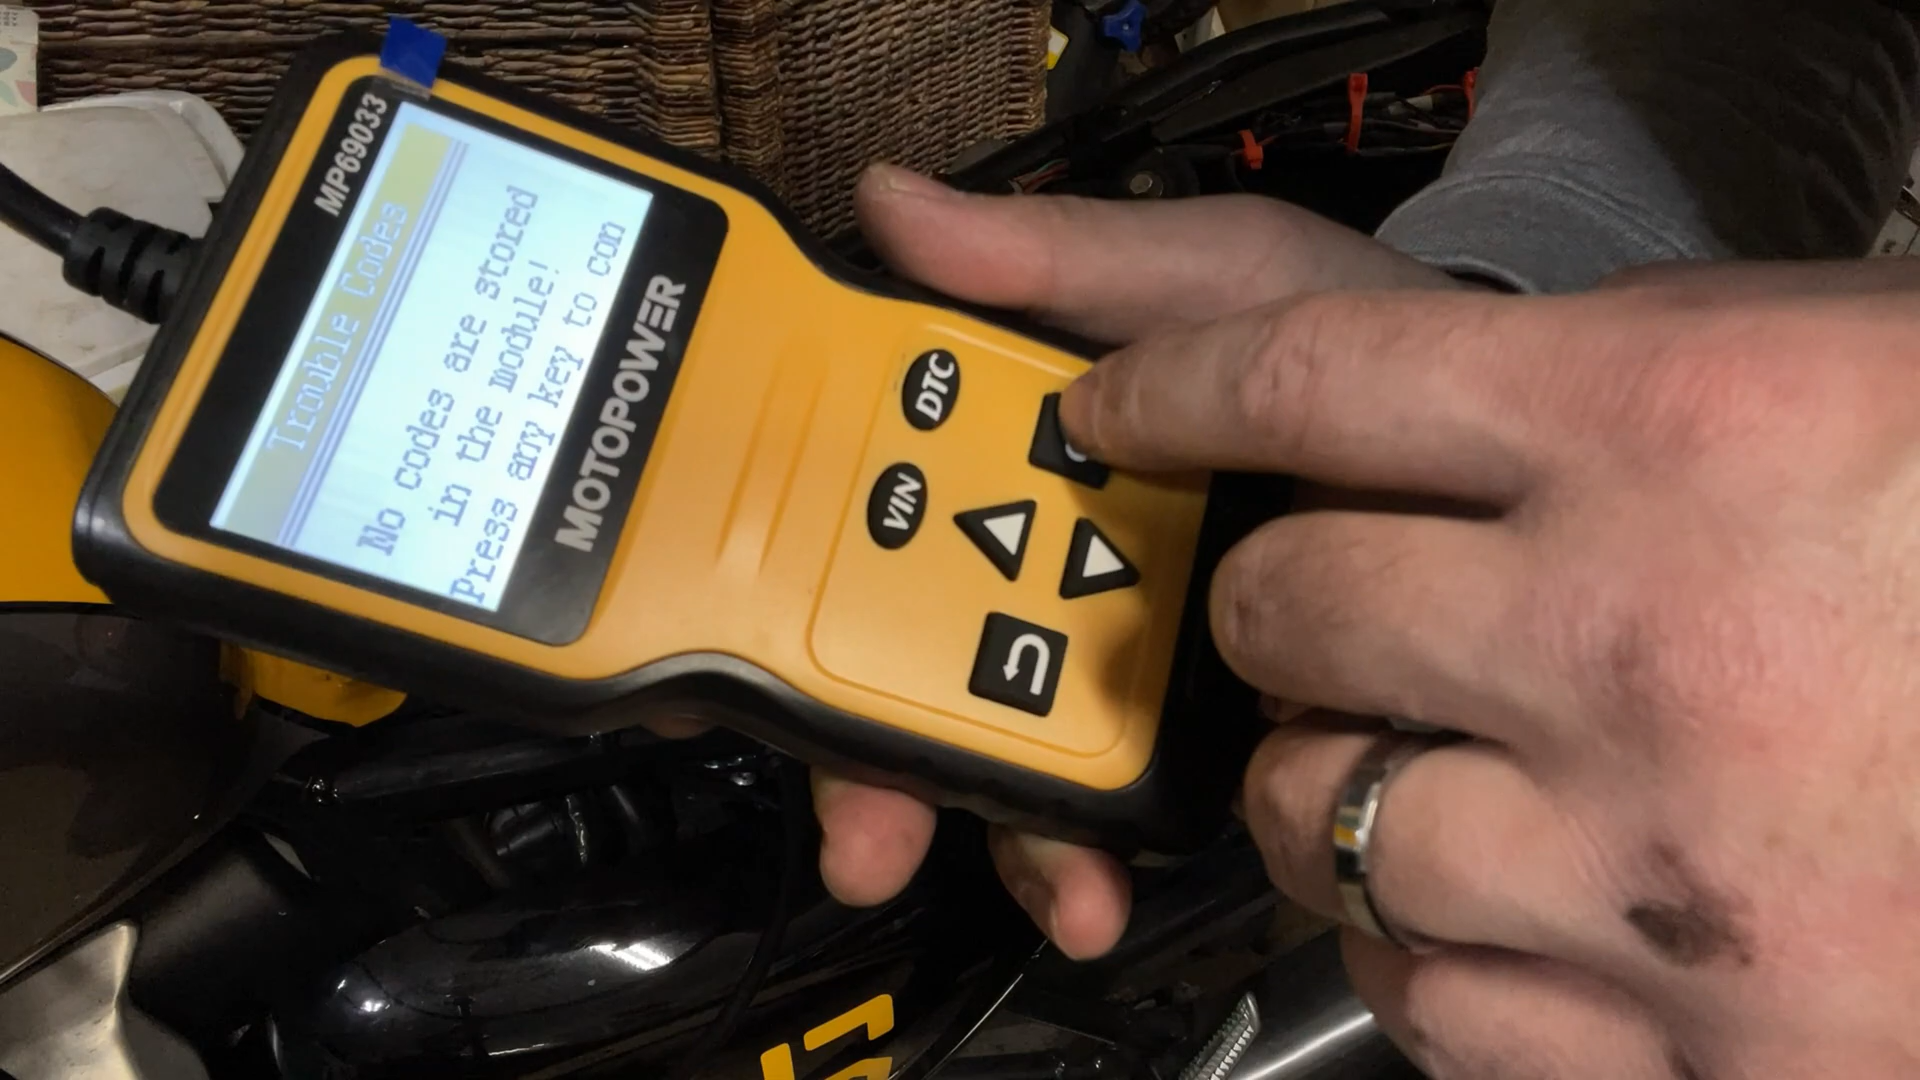 MP69033
Trouble Codes
No codes are stored
in the module!
Press any key to con
MOTOPOWER
DTC
VIN